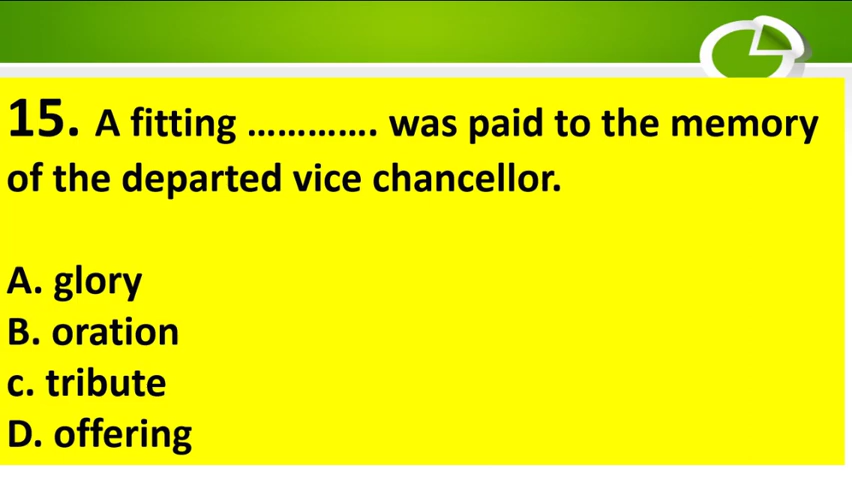 15. A fitting ............. was paid to the memory
of the departed vice chancellor.
A. glory
B. oration
c. tribute
D. offering